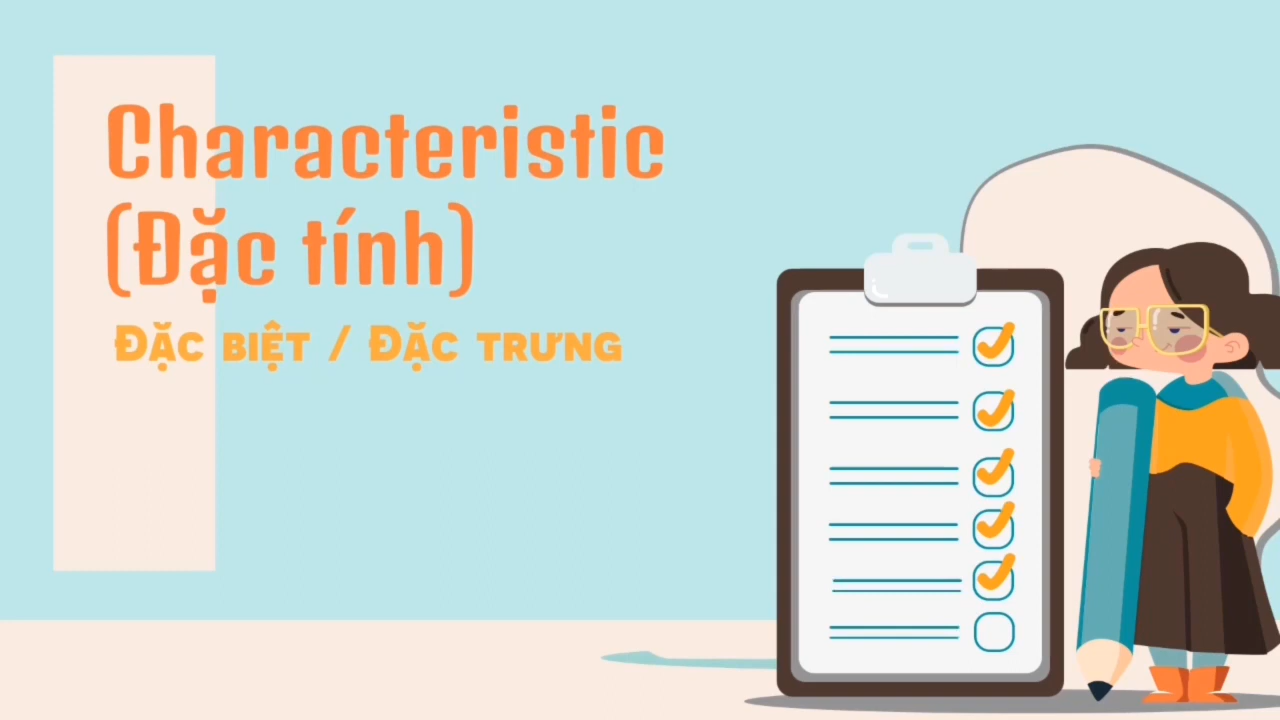 Characteristic
(Đặc tính)
ĐẶC BIỆT / ĐẶC TRƯNG